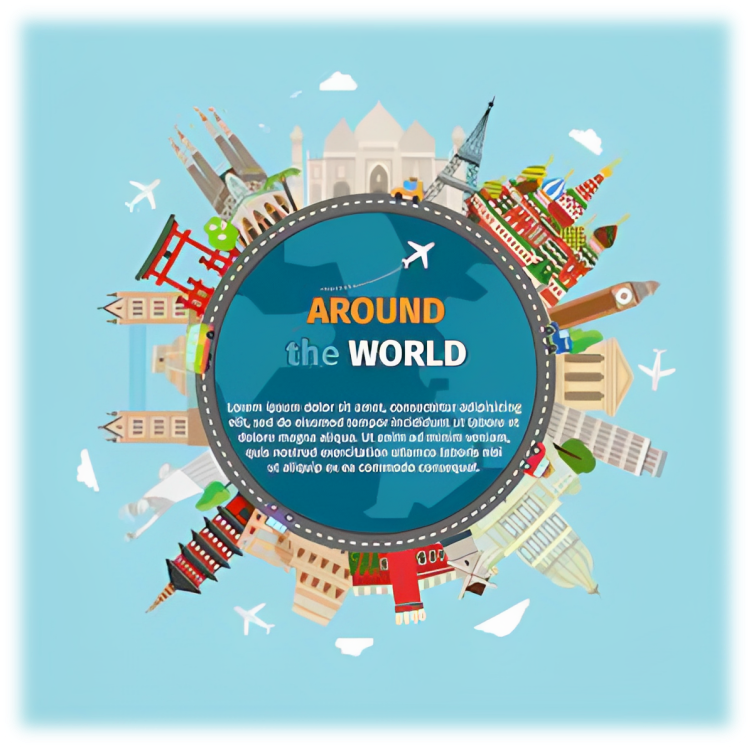 AROUND
the WORLD
Lorem ipsum dolor sit amet, consectetur adipisicing
elit, sed do eiusmod tempor incididunt ut labore et
dolore magna aliqua. Ut enim ad minim veniam,
quis nostrud exercitation ullamco laboris nisi
ut aliquip ex ea commodo consequat.